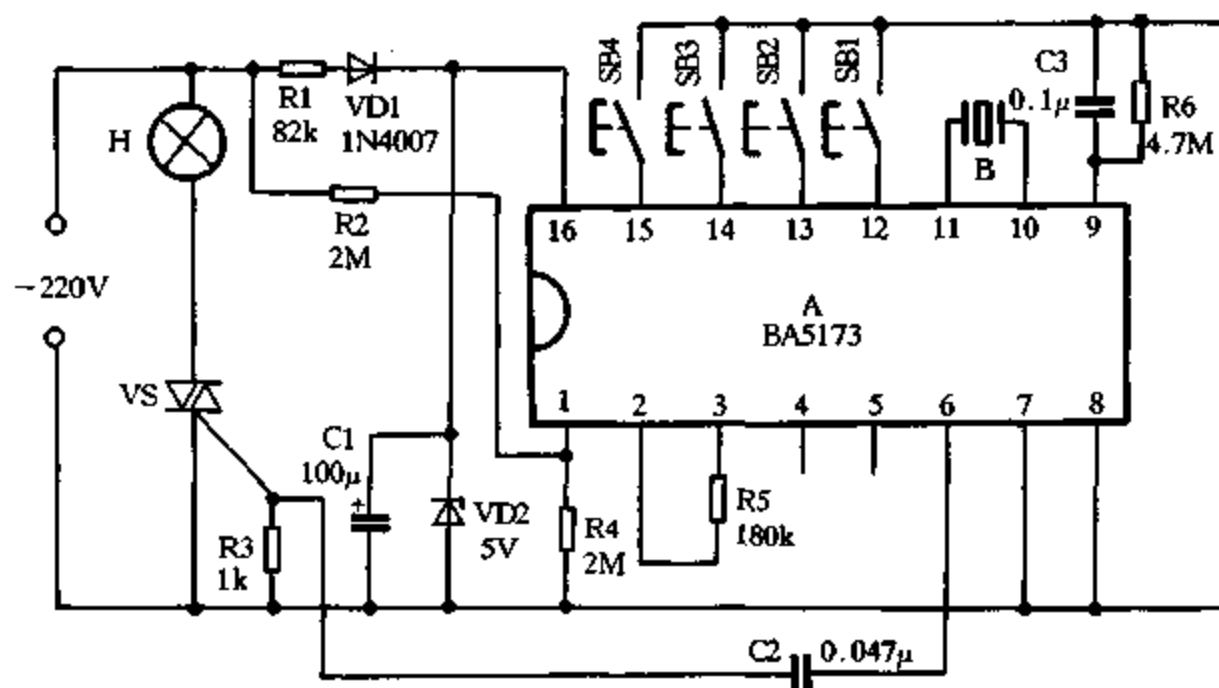 SB4
SB3
SB2
SB1
C3
0.1μ
R6
4.7M
R1
82k
VD1
1N4007
H
B
R2
2M
16
15
14
13
12
11
10
9
~220V
A
BA5173
VS
1
2
3
4
5
6
7
8
C1
100μ
+
R5
180k
VD2
5V
R4
2M
R3
1k
C2
0.047μ